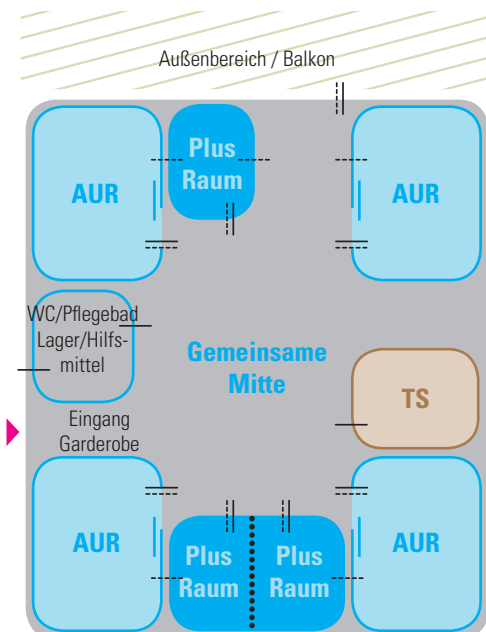 Außenbereich / Balkon
Plus
Raum
AUR
AUR
WC/Pflegebad
Lager/Hilfs-
mittel
Gemeinsame
Mitte
TS
Eingang
Garderobe
AUR
Plus
Raum
Plus
Raum
AUR